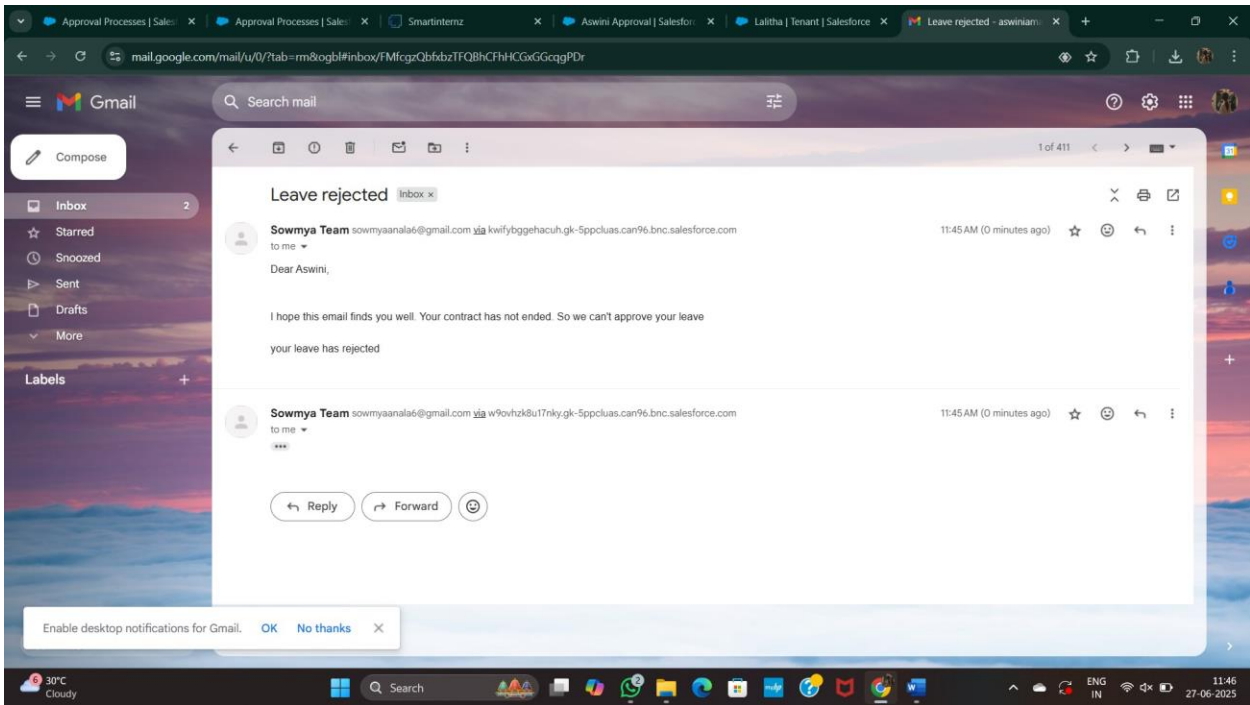 Approval Processes | Sales
Approval Processes | Sales
Smartinternz
Aswini Approval | Salesforc
Lalitha | Tenant | Salesforce
Leave rejected - aswiniam
mail.google.com/mail/u/0/?tab=rm&ogbl#inbox/FMfcgzQbfxbzTFQBhCFhHCGxGGcqgPDr
Gmail
Search mail
Compose
1 of 411
Inbox 2
Starred
Snoozed
Sent
Drafts
More
Labels
Leave rejected Inbox ×
Sowmya Team sowmyaanala6@gmail.com via kwifybggehacuh.gk-5ppcluas.can96.bnc.salesforce.com 11:45 AM (0 minutes ago)
to me
Dear Aswini,
I hope this email finds you well. Your contract has not ended. So we can't approve your leave
your leave has rejected
Sowmya Team sowmyaanala6@gmail.com via w9ovhzk8u17nky.gk-5ppcluas.can96.bnc.salesforce.com 11:45 AM (0 minutes ago)
to me
Reply Forward
Enable desktop notifications for Gmail. OK No thanks
6 30°C
Cloudy
Search
2
ENG
IN
11:46
27-06-2025